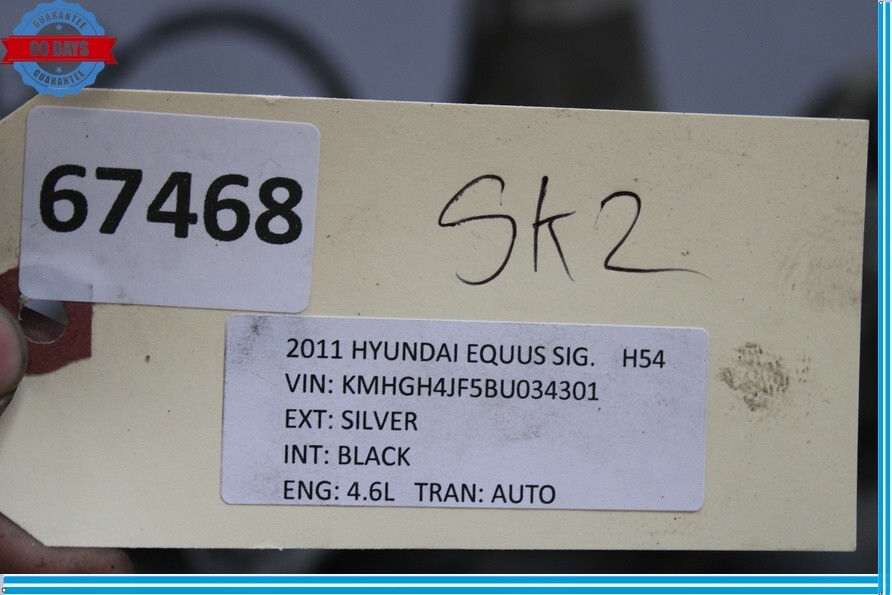 GUARANTEE
90 DAYS
GUARANTEE
67468
SK2
2011 HYUNDAI EQUUS SIG. H54
VIN: KMHGH4JF5BU034301
EXT: SILVER
INT: BLACK
ENG: 4.6L TRAN: AUTO